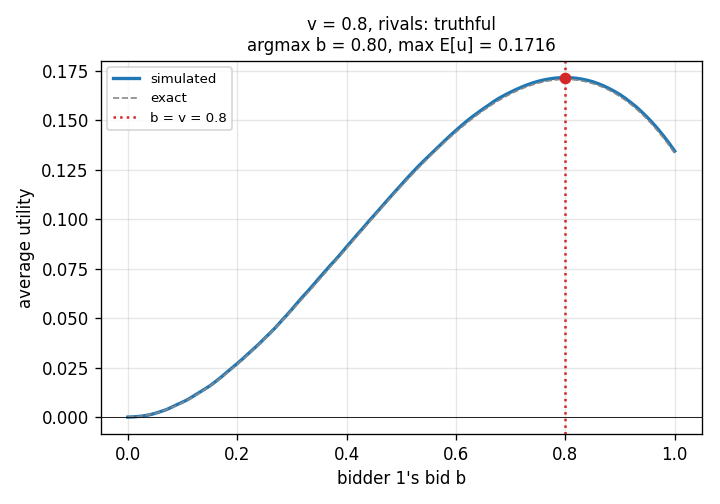 v = 0.8, rivals: truthful
argmax b = 0.80, max E[u] = 0.1716
simulated
exact
b = v = 0.8
average utility
0.175
0.150
0.125
0.100
0.075
0.050
0.025
0.000
0.0 0.2 0.4 0.6 0.8 1.0
bidder 1's bid b